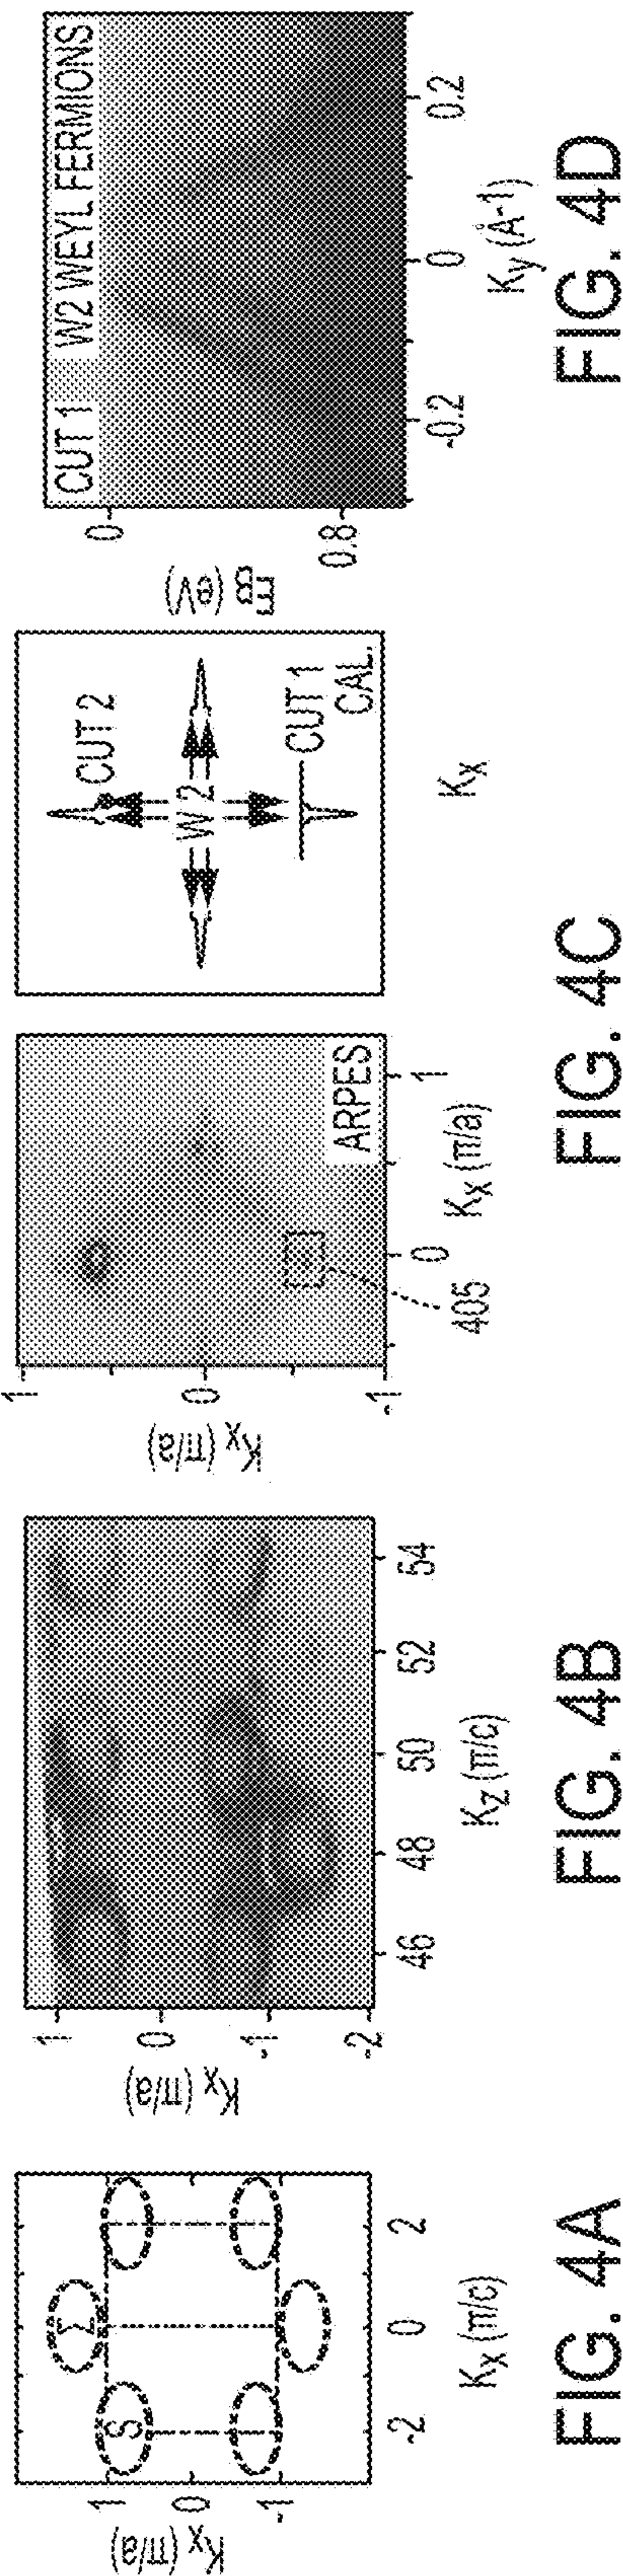 1
0
-1
K_X (π/a)
S
Σ
-2
0
2
K_X (π/c)
FIG. 4A
1
0
-1
-2
K_X (π/a)
46
48
50
52
54
K_Z (π/c)
FIG. 4B
1
0
-1
K_X (π/a)
ARPES
0
1
K_X (π/a)
405
CUT 2
W 2
CUT 1
CAL.
K_X
FIG. 4C
CUT 1
W2 WEYL FERMIONS
0
0.8
E_B (eV)
-0.2
0
0.2
K_y (Å-1)
FIG. 4D